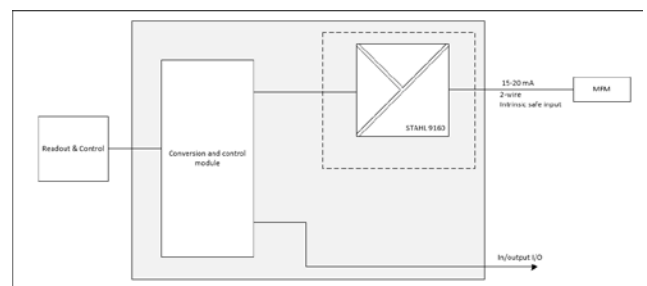 15-20 mA
2-wire
Intrinsic safe input
MFM
STAHL 9160
Readout & Control
Conversion and control
module
In/output I/O